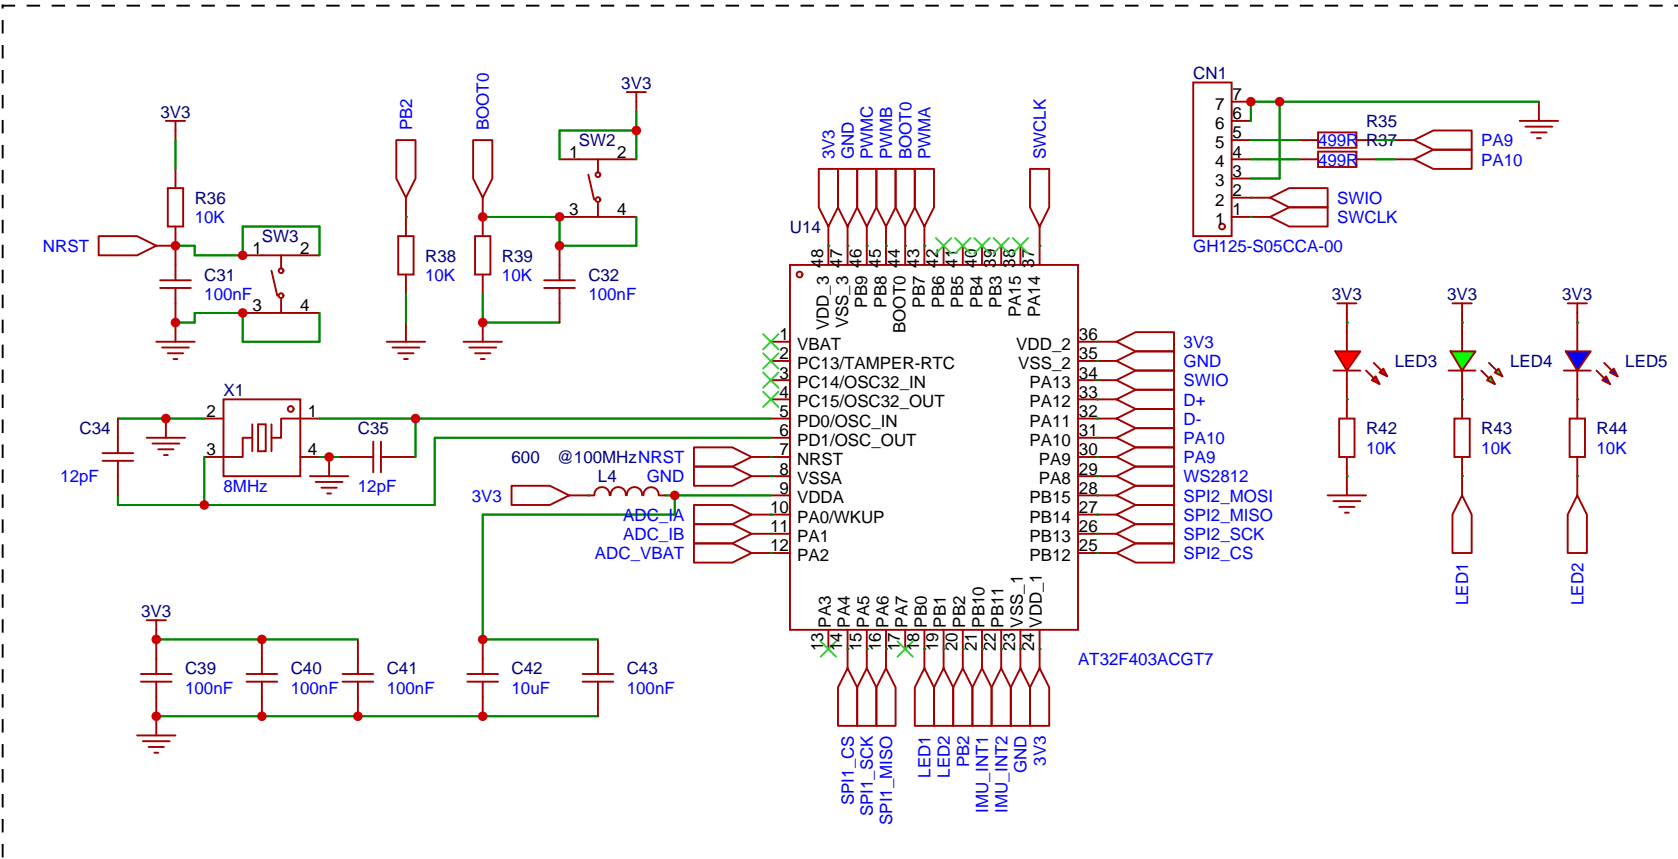 3V3
R36
10K
NRST
SW3
1
2
3
4
C31
100nF
PB2
R38
10K
BOOT0
R39
10K
3V3
SW2
1
2
3
4
C32
100nF
3V3
GND
PWMC
PWMB
BOOT0
PWMA
SWCLK
U14
48
47
46
45
44
43
42
41
40
39
38
37
VDD_3
VSS_3
PB9
PB8
BOOT0
PB7
PB6
PB5
PB4
PB3
PA15
PA14
CN1
7
6
5
4
3
2
1
7
6
5
4
3
2
1
R35
499R
R37
499R
PA9
PA10
SWIO
SWCLK
GH125-S05CCA-00
1
VBAT
2
PC13/TAMPER-RTC
3
PC14/OSC32_IN
4
PC15/OSC32_OUT
5
PD0/OSC_IN
6
PD1/OSC_OUT
7
NRST
8
VSSA
9
VDDA
10
PA0/WKUP
11
PA1
12
PA2
36
VDD_2
3V3
35
VSS_2
GND
34
PA13
SWIO
33
PA12
D+
32
PA11
D-
31
PA10
PA10
30
PA9
PA9
29
PA8
WS2812
28
PB15
SPI2_MOSI
27
PB14
SPI2_MISO
26
PB13
SPI2_SCK
25
PB12
SPI2_CS
3V3
LED3
R42
10K
3V3
LED4
R43
10K
LED1
3V3
LED5
R44
10K
LED2
X1
2
1
3
4
8MHz
C34
12pF
C35
12pF
600 @100MHz
NRST
L4
GND
3V3
ADC_IA
ADC_IB
ADC_VBAT
PA3
PA4
PA5
PA6
PA7
PB0
PB1
PB2
PB10
PB11
VSS_1
VDD_1
13
14
15
16
17
18
19
20
21
22
23
24
AT32F403ACGT7
SPI1_CS
SPI1_SCK
SPI1_MISO
LED1
LED2
PB2
IMU_INT1
IMU_INT2
GND
3V3
3V3
C39
100nF
C40
100nF
C41
100nF
C42
10uF
C43
100nF